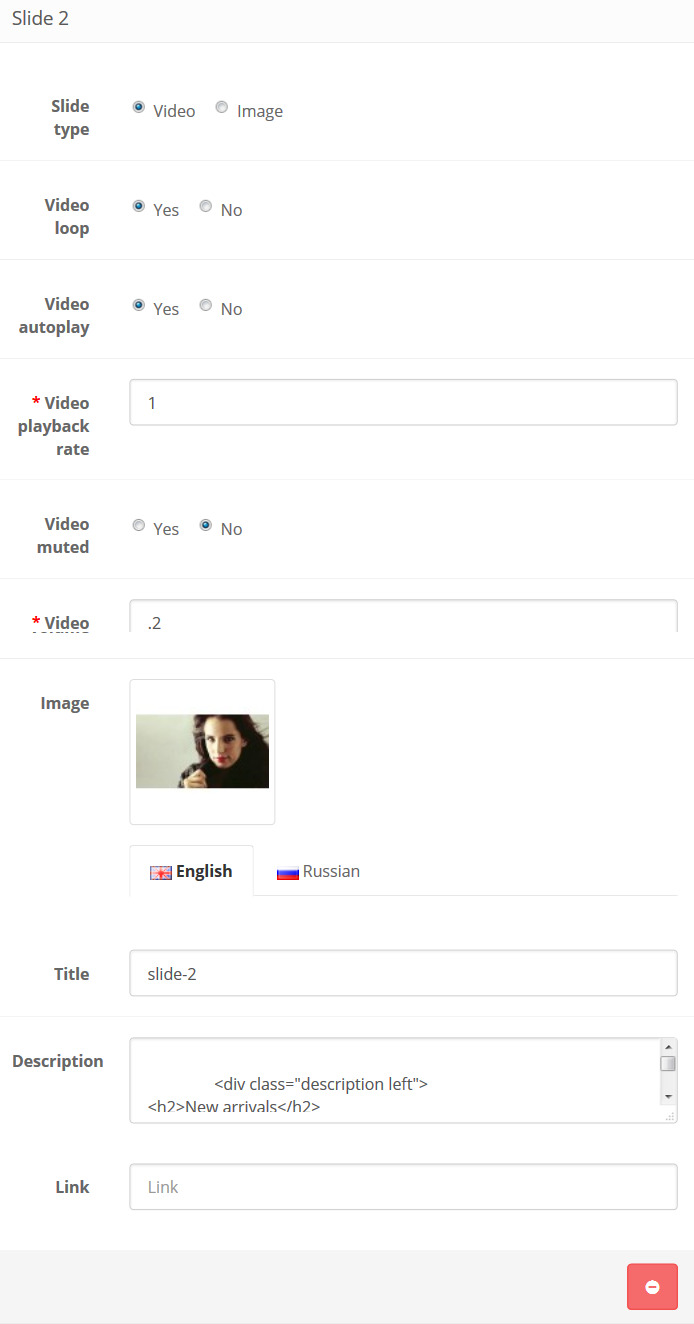 Slide 2
Slide
type
Video Image
Video
loop
Yes No
Video
autoplay
Yes No
* Video
playback
rate
1
Video
muted
Yes No
* Video
.2
Image
English Russian
Title
slide-2
Description
<div class="description left">
<h2>New arrivals</h2>
Link
Link